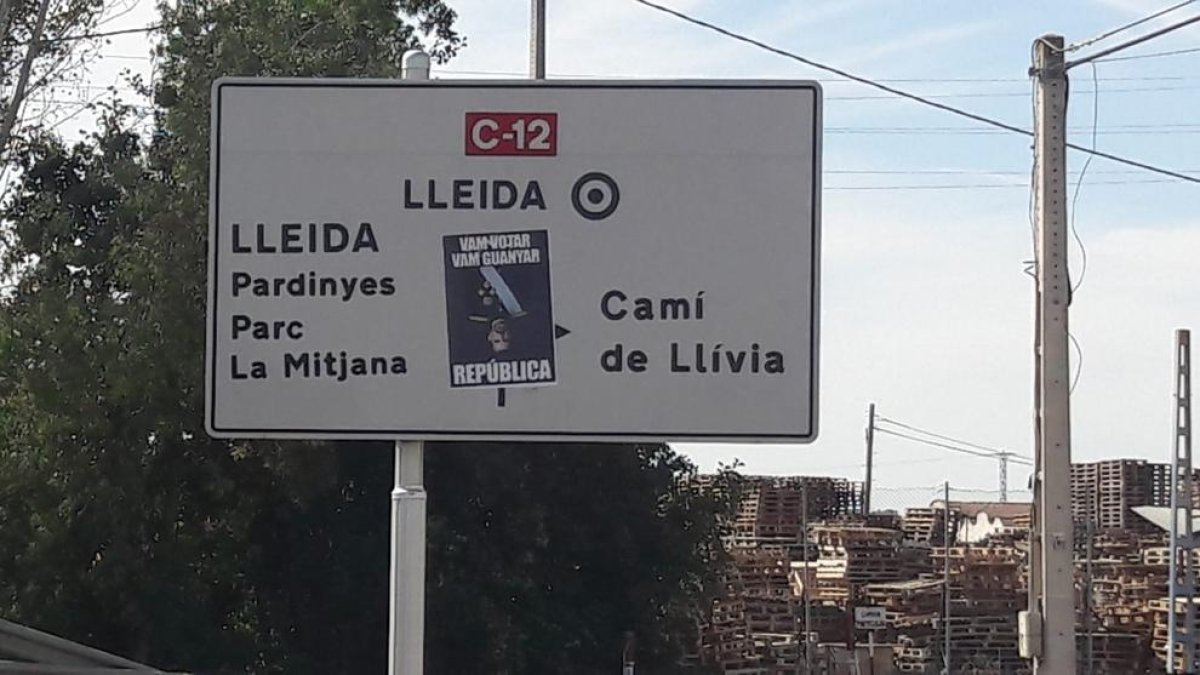 C-12
LLEIDA
LLEIDA
Pardinyes
Parc
La Mitjana
VAM VOTAR
VAM GUANYAR
REPÚBLICA
Camí
de Llívia